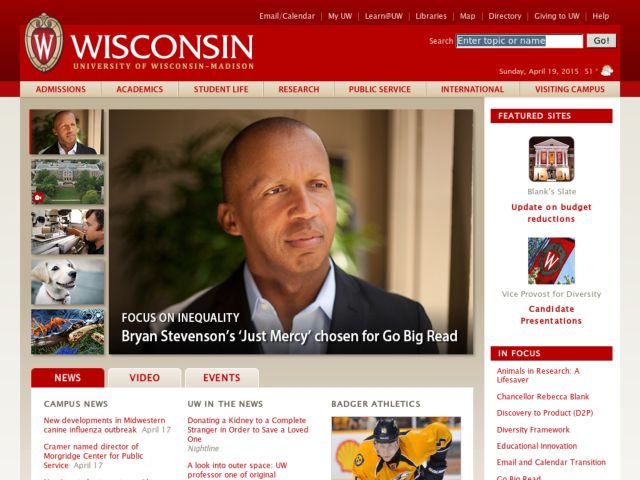 Email/Calendar | My UW | Learn@UW | Libraries | Map | Directory | Giving to UW | Help
W WISCONSIN
UNIVERSITY OF WISCONSIN–MADISON
Search Enter topic or name Go!
Sunday, April 19, 2015 51 °
ADMISSIONS ACADEMICS STUDENT LIFE RESEARCH PUBLIC SERVICE INTERNATIONAL VISITING CAMPUS
FOCUS ON INEQUALITY
Bryan Stevenson's 'Just Mercy' chosen for Go Big Read
FEATURED SITES
Blank's Slate
Update on budget
reductions
W
Vice Provost for Diversity
Candidate
Presentations
IN FOCUS
Animals in Research: A
Lifesaver
Chancellor Rebecca Blank
Discovery to Product (D2P)
Diversity Framework
Educational Innovation
Email and Calendar Transition
Go Big Read
NEWS VIDEO EVENTS
CAMPUS NEWS
New developments in Midwestern
canine influenza outbreak April 17
Cramer named director of
Morgridge Center for Public
Service April 17
UW IN THE NEWS
Donating a Kidney to a Complete
Stranger in Order to Save a Loved
One
Nightline
A look into outer space: UW
professor one of original
BADGER ATHLETICS